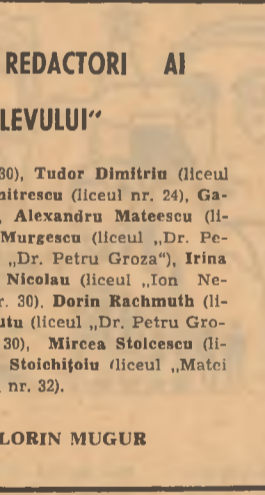 REDACTORI AI
LEVULUI"
30), Tudor Dimitriu (liceul
nitrescu (liceul nr. 24), Ga-
, Alexandru Mateescu (li-
Murgescu (liceul „Dr. Pe-
„Dr. Petru Groza"), Irina
Nicolau (liceul „Ion Ne-
r. 30), Dorin Rachmuth (li-
utu (liceul „Dr. Petru Gro-
30), Mircea Stolcescu (li-
Stoichițoiu (liceul „Matei
nr. 32).
LORIN MUGUR